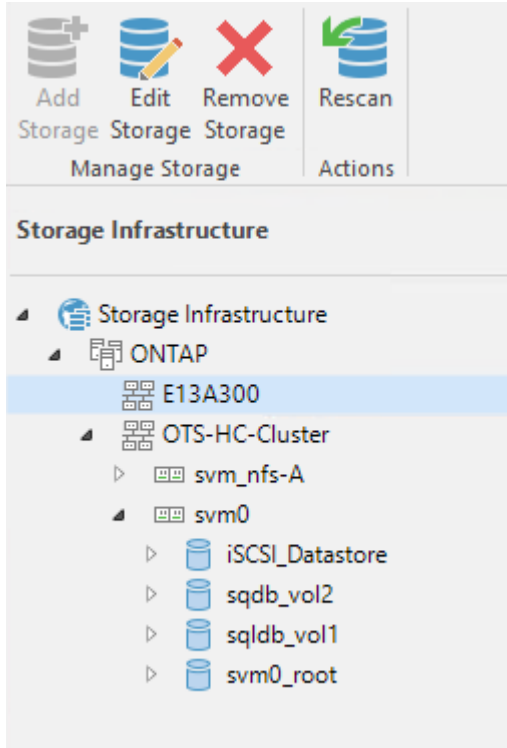 Add Storage
Edit Storage
Remove Storage
Rescan
Manage Storage
Actions
Storage Infrastructure
Storage Infrastructure
ONTAP
E13A300
OTS-HC-Cluster
svm_nfs-A
svm0
iSCSI_Datastore
sqdb_vol2
sqldb_vol1
svm0_root